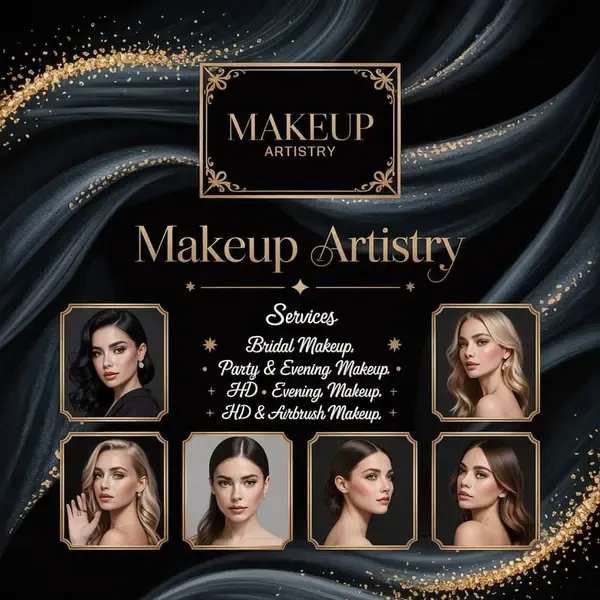 MAKEUP
ARTISTRY
Makeup Artistry
Services
Bridal Makeup,
Party & Evening Makeup.
HD • Evening, Makeup.
HD & Airbrush Makeup,